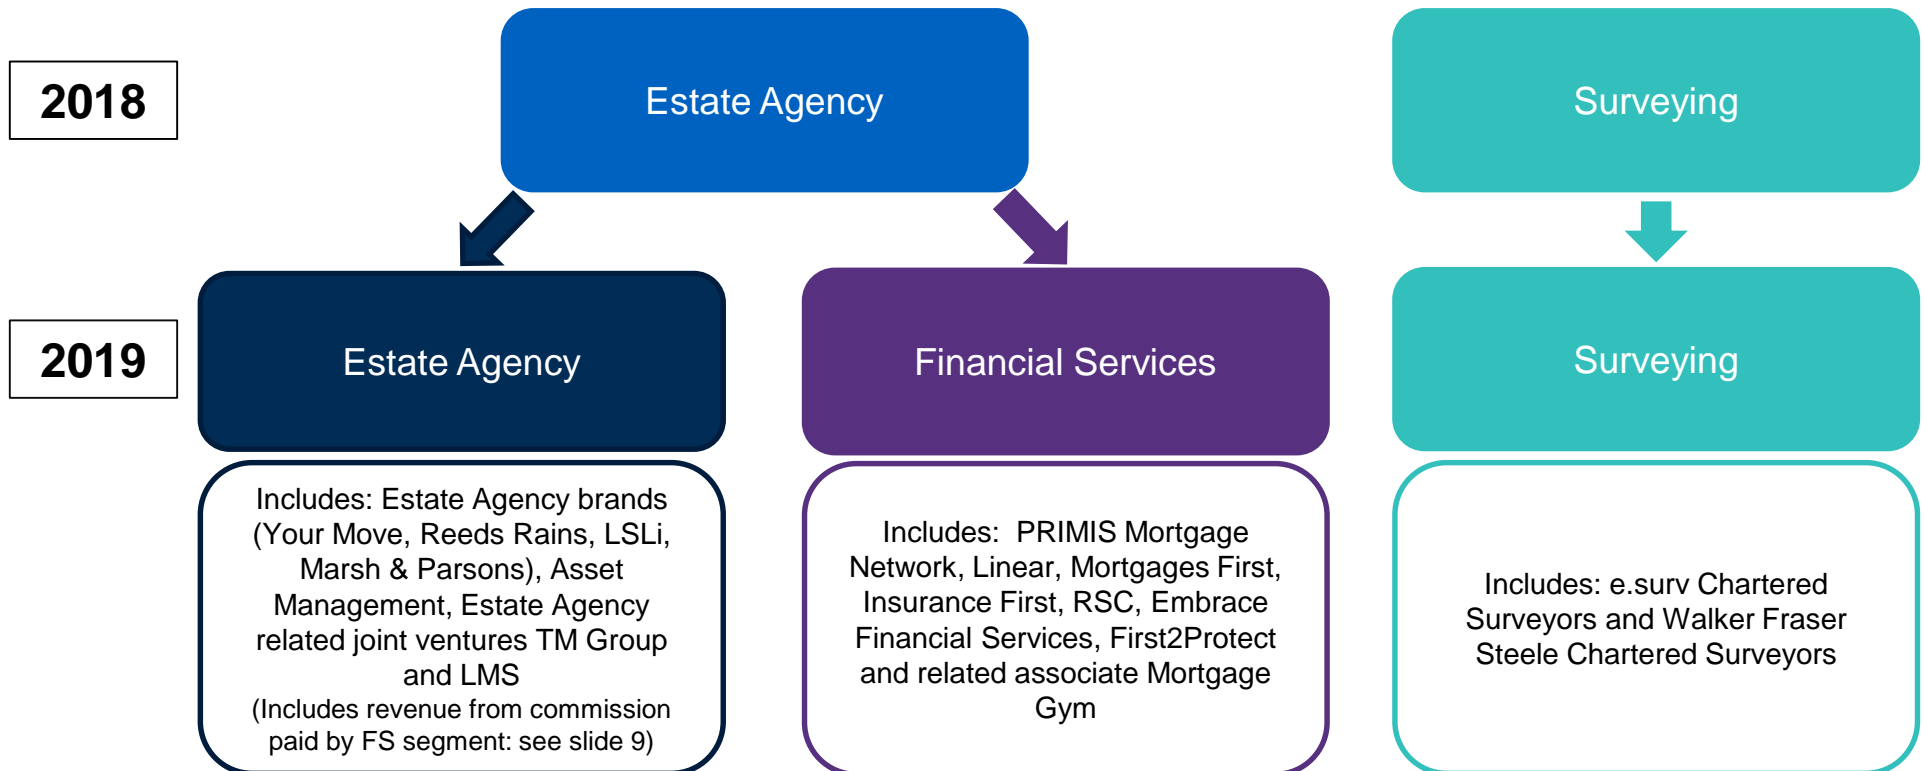 2018
Estate Agency
Surveying
2019
Estate Agency
Financial Services
Surveying
Includes: Estate Agency brands
(Your Move, Reeds Rains, LSLi,
Marsh & Parsons), Asset
Management, Estate Agency
related joint ventures TM Group
and LMS
(Includes revenue from commission
paid by FS segment: see slide 9)
Includes:  PRIMIS Mortgage
Network, Linear, Mortgages First,
Insurance First, RSC, Embrace
Financial Services, First2Protect
and related associate Mortgage
Gym
Includes: e.surv Chartered
Surveyors and Walker Fraser
Steele Chartered Surveyors